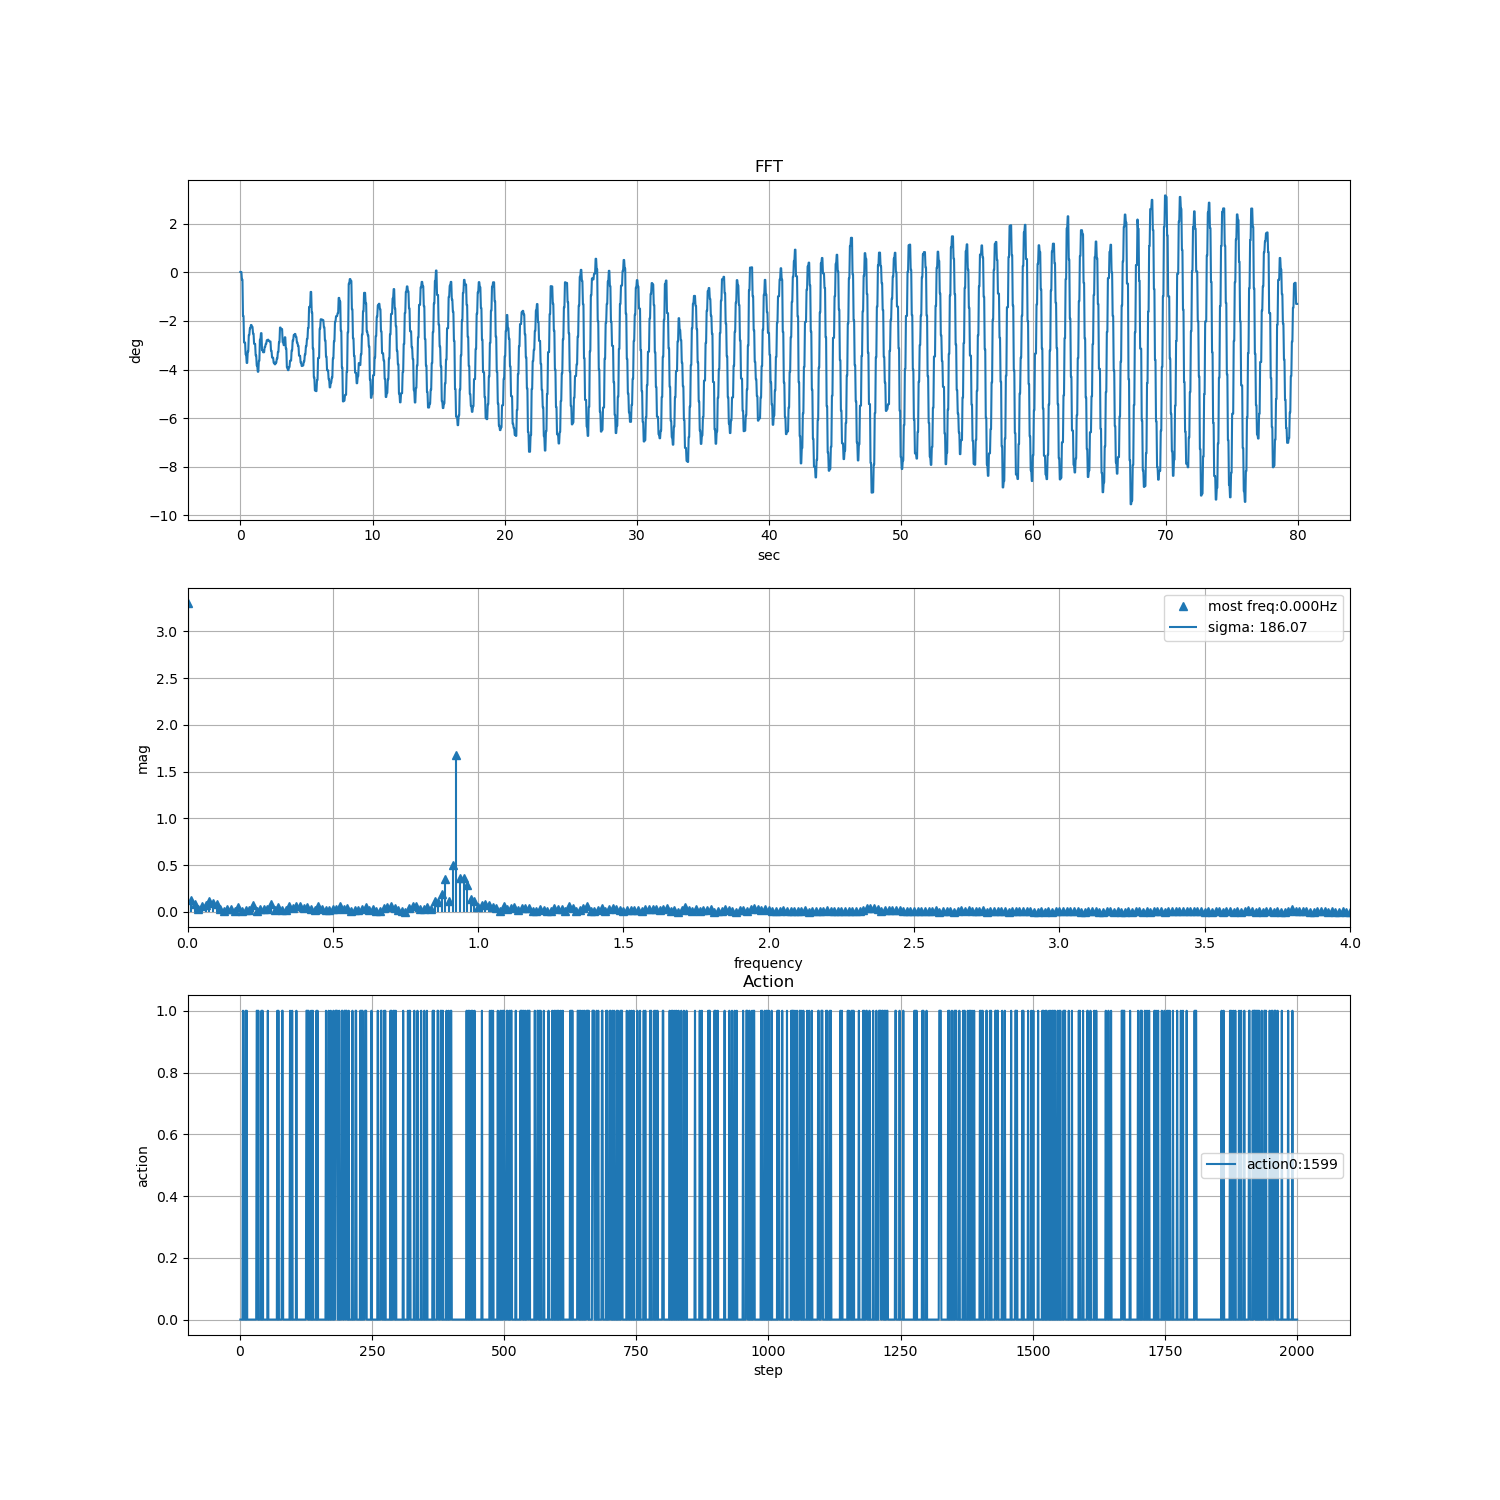 FFT
2
0
−2
−4
−6
−8
−10
deg
0 10 20 30 40 50 60 70 80
sec
3.0
2.5
2.0
1.5
1.0
0.5
0.0
mag
most freq:0.000Hz
sigma: 186.07
0.0 0.5 1.0 1.5 2.0 2.5 3.0 3.5 4.0
frequency
Action
1.0
0.8
0.6
0.4
0.2
0.0
action
action0:1599
0 250 500 750 1000 1250 1500 1750 2000
step